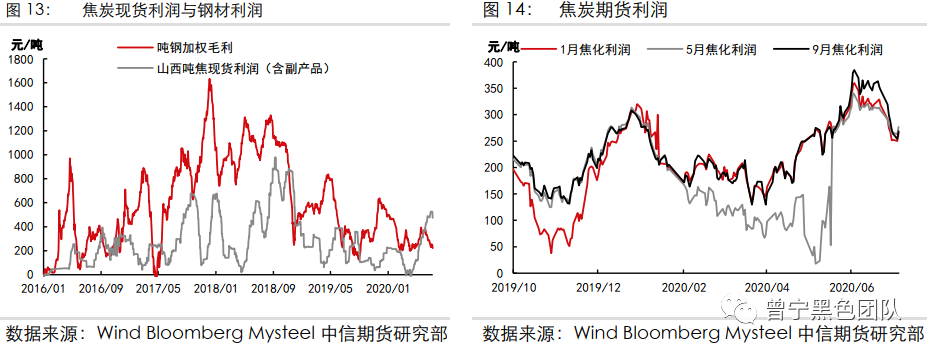 图 13： 焦炭现货利润与钢材利润
元/吨
吨钢加权毛利
山西吨焦现货利润（含副产品）
1800
1600
1400
1200
1000
800
600
400
200
0
2016/01 2016/09 2017/05 2018/01 2018/09 2019/05 2020/01
数据来源：Wind Bloomberg Mysteel 中信期货研究部
图 14： 焦炭期货利润
元/吨
1月焦化利润 5月焦化利润 9月焦化利润
400
350
300
250
200
150
100
50
0
2019/10 2019/12 2020/02 2020/04 2020/06
数据来源：Wind Bloomberg Mysteel 中信期货研究部
曾宁黑色团队